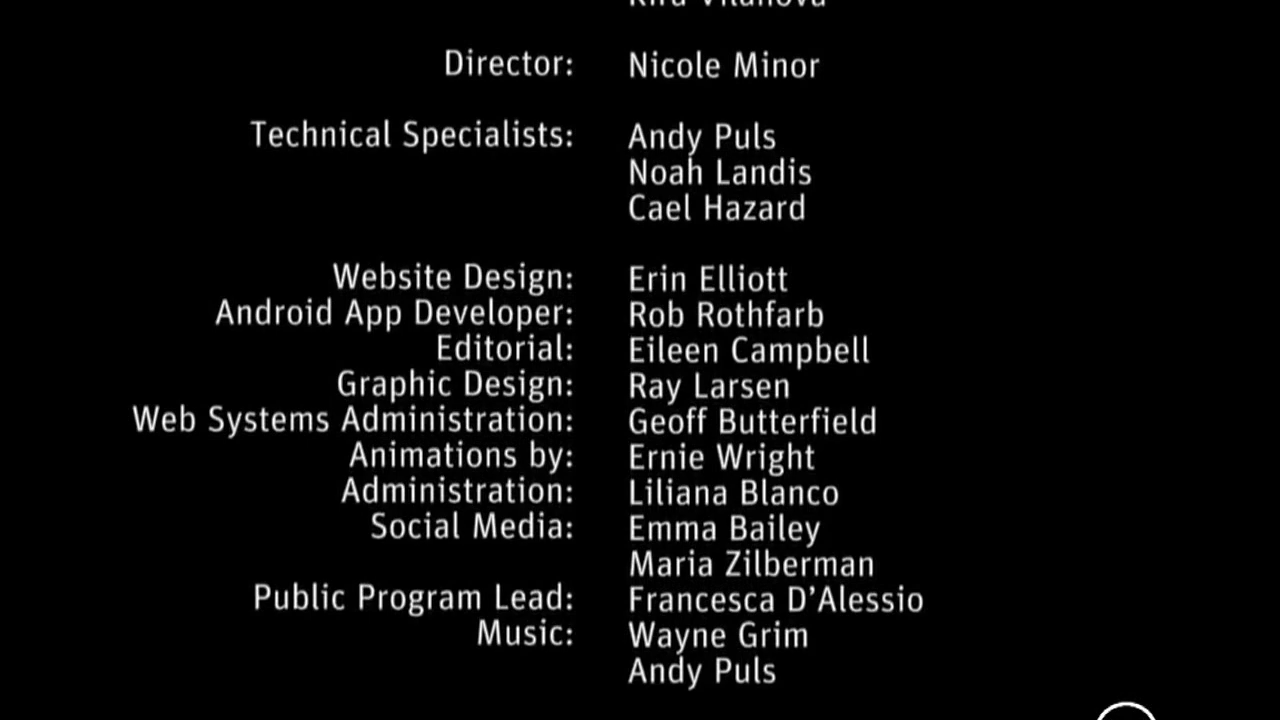 Director: Nicole Minor
Technical Specialists: Andy Puls
Noah Landis
Cael Hazard
Website Design: Erin Elliott
Android App Developer: Rob Rothfarb
Editorial: Eileen Campbell
Graphic Design: Ray Larsen
Web Systems Administration: Geoff Butterfield
Animations by: Ernie Wright
Administration: Liliana Blanco
Social Media: Emma Bailey
Maria Zilberman
Public Program Lead: Francesca D’Alessio
Music: Wayne Grim
Andy Puls